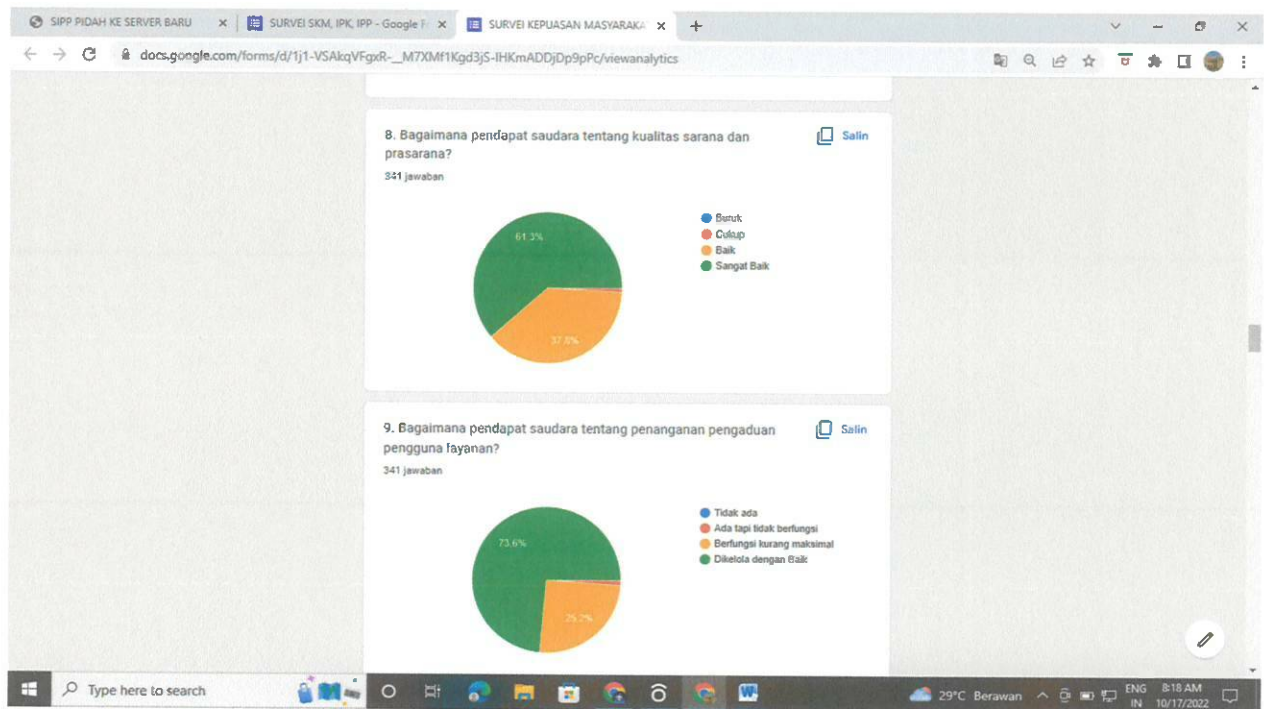 SIPP PIDAH KE SERVER BARU
SURVEI SKM, IPK, IPP - Google F
SURVEI KEPUASAN MASYARAKA
docs.google.com/forms/d/1j1-VSAkqVFgxR-__M7XMf1Kgd3jS-IHKmADDjDp9pPc/viewanalytics
8. Bagaimana pendapat saudara tentang kualitas sarana dan
prasarana?
Salin
341 jawaban
61.3%
37.8%
Buruk
Cukup
Baik
Sangat Baik
9. Bagaimana pendapat saudara tentang penanganan pengaduan
pengguna layanan?
Salin
341 jawaban
73.6%
25.2%
Tidak ada
Ada tapi tidak berfungsi
Berfungsi kurang maksimal
Dikelola dengan Baik
Type here to search
29°C Berawan
ENG
IN
8:18 AM
10/17/2022